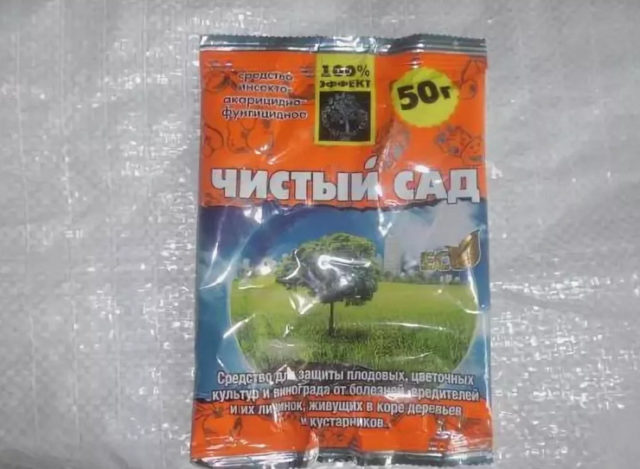 средство
инсекто-
акарицидно-
фунгицидное
100%
ЭФФЕКТ
50г
ЧИСТЫЙ САД
ECO
Средство для защиты плодовых, цветочных
культур и винограда от болезней, вредителей
и их личинок, живущих в коре деревьев
и кустарников.